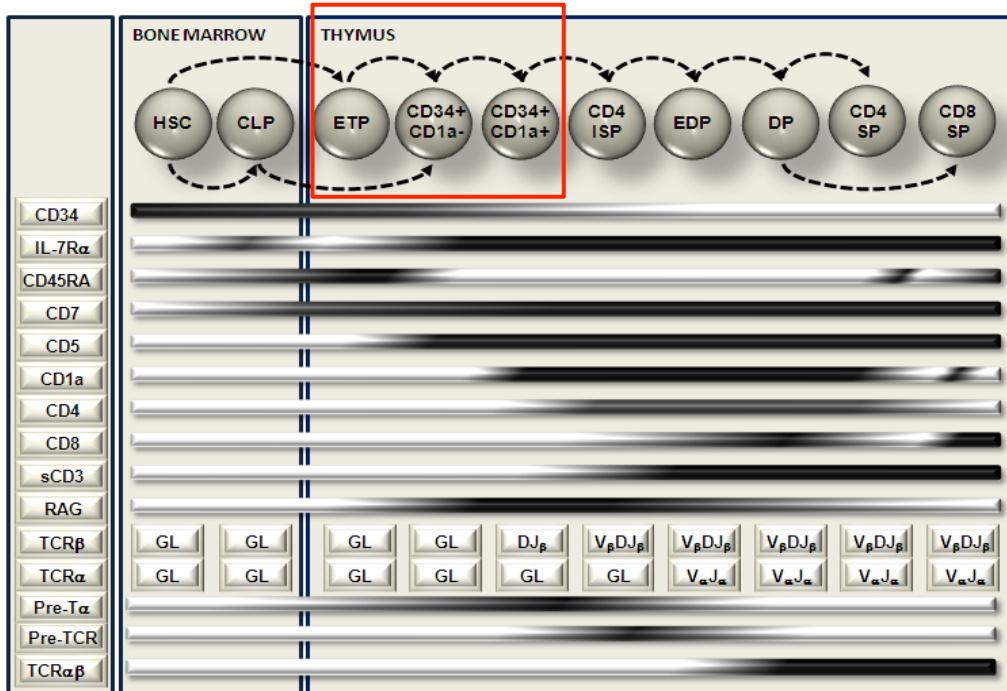 BONE MARROW THYMUS
HSC CLP ETP CD34+ CD1a- CD34+ CD1a+ CD4 ISP EDP DP CD4 SP CD8 SP
CD34
IL-7Rα
CD45RA
CD7
CD5
CD1a
CD4
CD8
sCD3
RAG
TCRβ GL GL GL GL DJβ VβDJβ VβDJβ VβDJβ VβDJβ VβDJβ
TCRα GL GL GL GL GL GL VαJα VαJα VαJα VαJα
Pre-Tα
Pre-TCR
TCRαβ